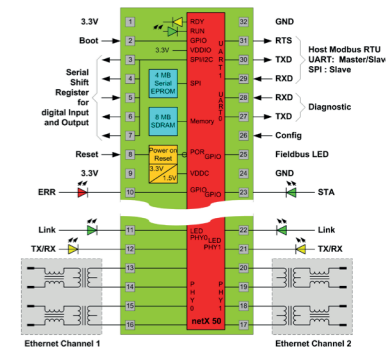 3.3V 1 RDY RUN 32 GND
Boot 2 GPIO 31 RTS
3.3V VDDIO
3 SPI/I2C UART1 30 TXD
Host Modbus RTU
UART: Master/Slave
SPI : Slave
Serial
Shift
Register
for
digital Input
and Output
4 4 MB Serial EPROM SPI 29 RXD
5 UART0 28 RXD
Diagnostic
6 8 MB SDRAM Memory 27 TXD
7 26 Config
Reset 8 Power on Reset POR GPIO 25 Fieldbus LED
3.3V 9 3.3V 1.5V VDDC 24 GND
ERR 10 GPIO GPIO 23 STA
Link 11 LED PHY0 22 Link
TX/RX 12 LED PHY1 21 TX/RX
13 20
14 PHY0 PHY1 19
15 18
16 netX 50 17
Ethernet Channel 1 Ethernet Channel 2